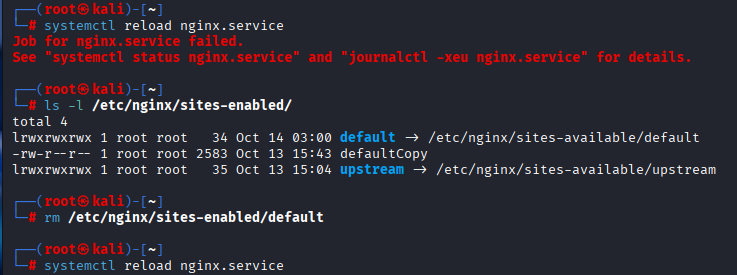 ┌──(root㉿kali)-[~]
└─# systemctl reload nginx.service
Job for nginx.service failed.
See "systemctl status nginx.service" and "journalctl -xeu nginx.service" for details.
┌──(root㉿kali)-[~]
└─# ls -l /etc/nginx/sites-enabled/
total 4
lrwxrwxrwx 1 root root   34 Oct 14 03:00 default → /etc/nginx/sites-available/default
-rw-r--r-- 1 root root 2583 Oct 13 15:43 defaultCopy
lrwxrwxrwx 1 root root   35 Oct 13 15:04 upstream → /etc/nginx/sites-available/upstream
┌──(root㉿kali)-[~]
└─# rm /etc/nginx/sites-enabled/default
┌──(root㉿kali)-[~]
└─# systemctl reload nginx.service